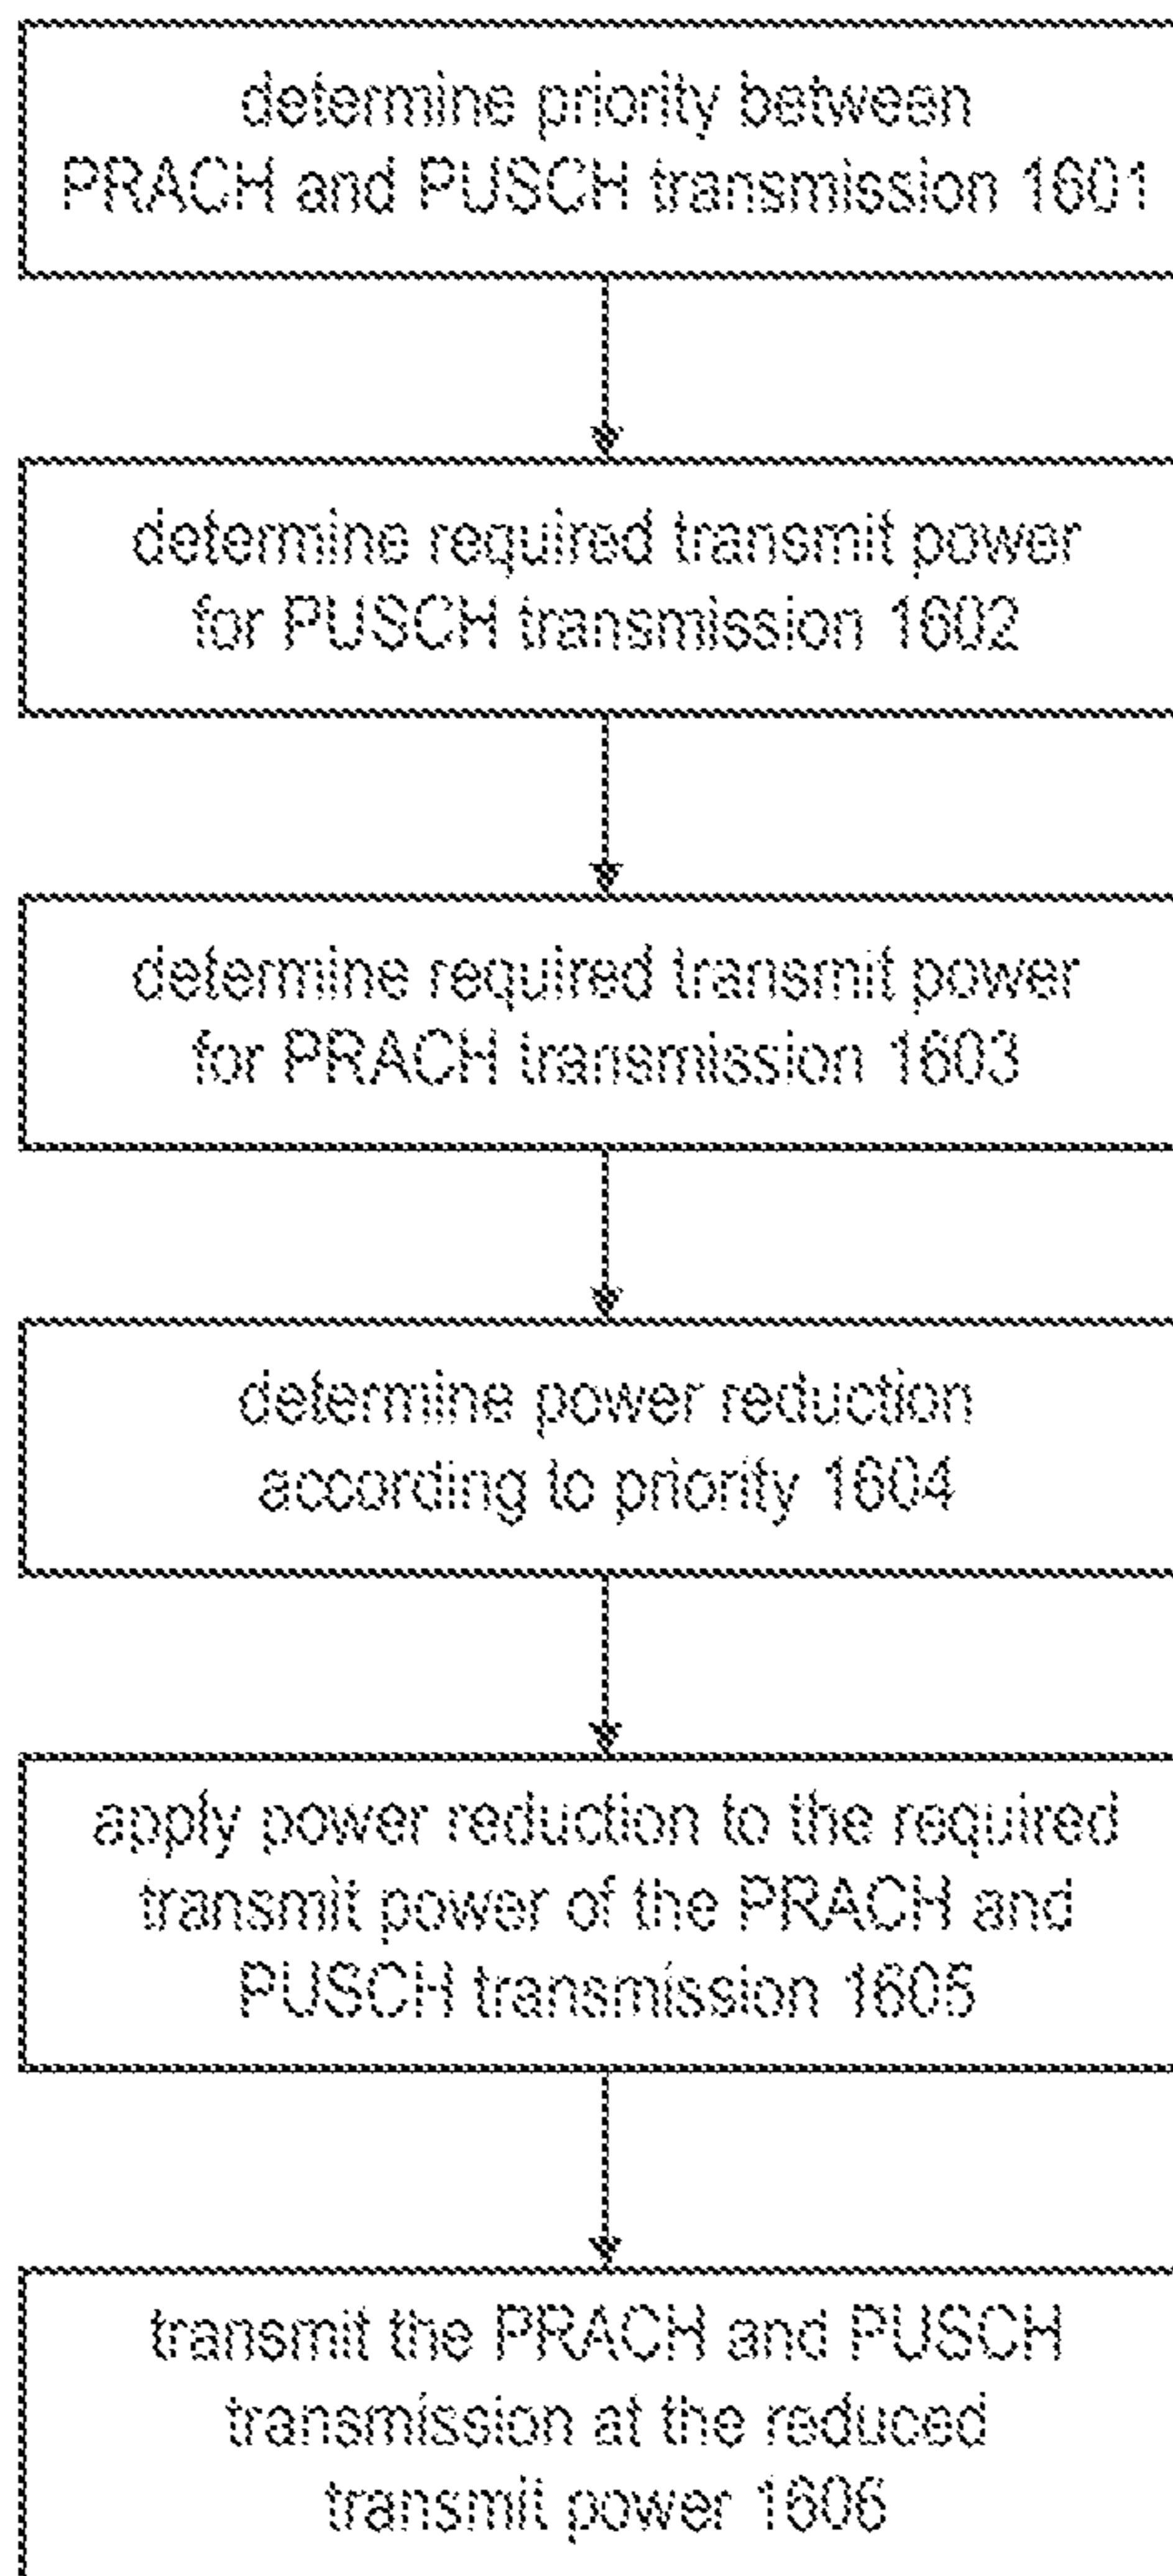 determine priority between
PRACH and PUSCH transmission 1601
determine required transmit power
for PUSCH transmission 1602
determine required transmit power
for PRACH transmission 1603
determine power reduction
according to priority 1604
apply power reduction to the required
transmit power of the PRACH and
PUSCH transmission 1605
transmit the PRACH and PUSCH
transmission at the reduced
transmit power 1606